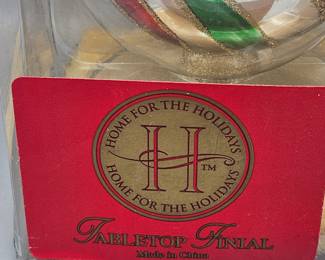 HOME FOR THE HOLIDAYS
H TM
HOME FOR THE HOLIDAYS
TABLETOP FINIAL
Made in China